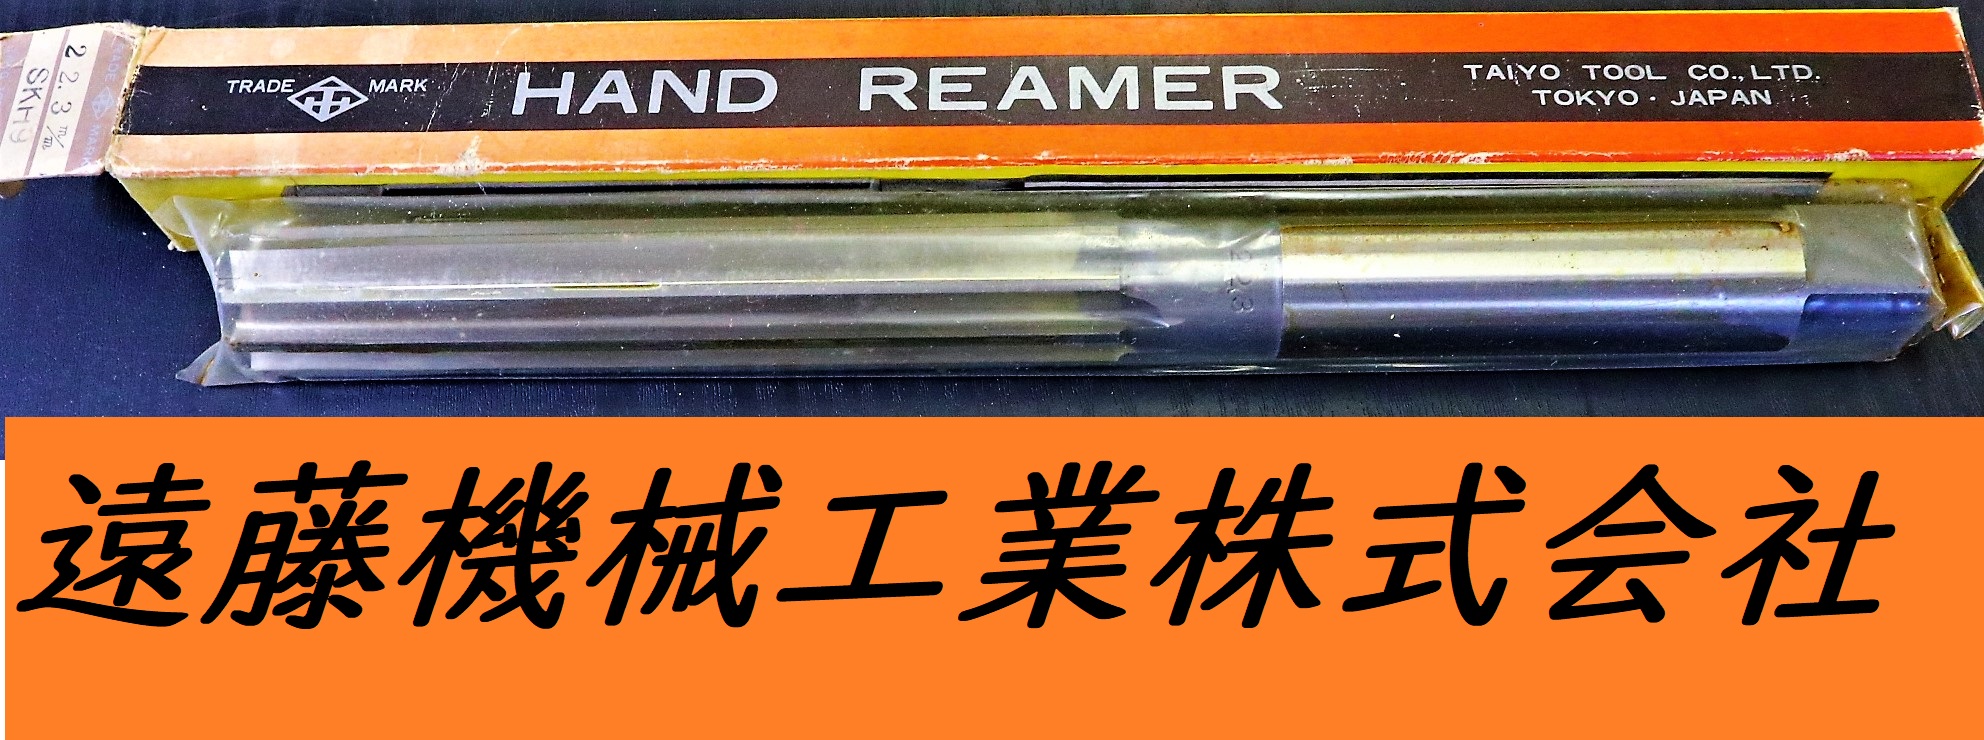 TRADE MARK
HAND REAMER
TAIYO TOOL CO.,LTD.
TOKYO・JAPAN
22.3 m/m
SKH9
22.3
遠藤機械工業株式会社